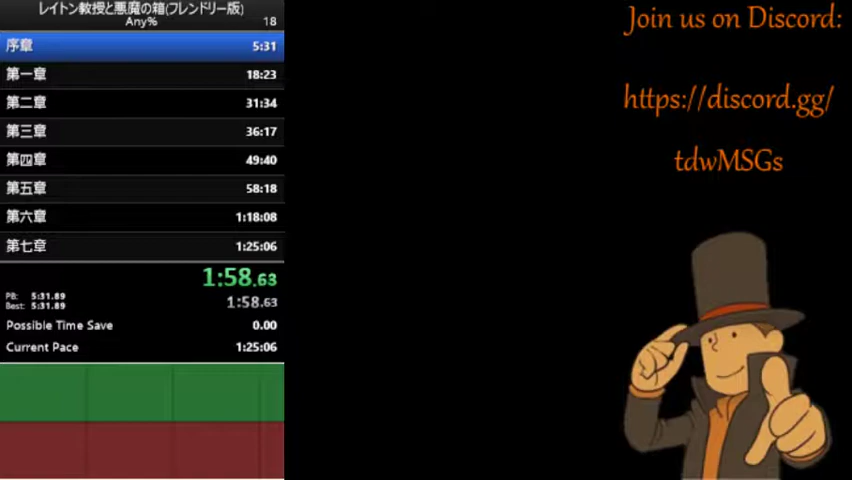 レイトン教授と悪魔の箱(フレンドリー版)
Any%
18
序章 5:31
第一章 18:23
第二章 31:34
第三章 36:17
第四章 49:40
第五章 58:18
第六章 1:18:08
第七章 1:25:06
1:58.63
PB: 5:31.89
Best: 5:31.89
1:58.63
Possible Time Save 0.00
Current Pace 1:25:06
Join us on Discord:
https://discord.gg/
tdwMSGs